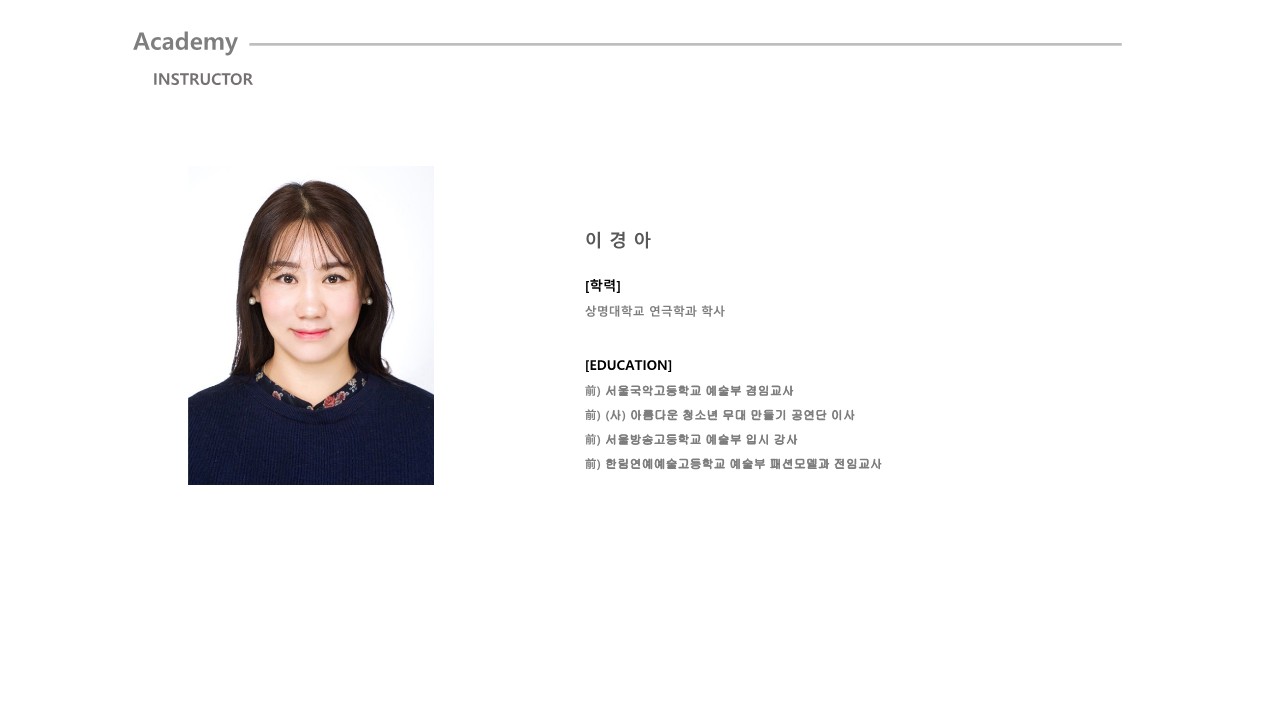 Academy
INSTRUCTOR
이 경 아
[학력]
상명대학교 연극학과 학사
[EDUCATION]
前) 서울국악고등학교 예술부 겸임교사
前) (사) 아름다운 청소년 무대 만들기 공연단 이사
前) 서울방송고등학교 예술부 입시 강사
前) 한림연예예술고등학교 예술부 패션모델과 전임교사